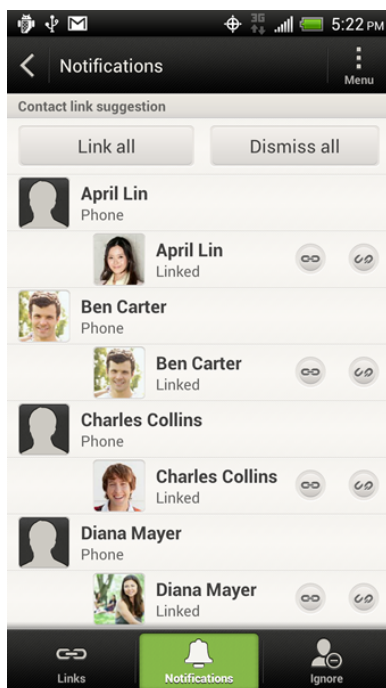 3G
5:22 PM
Notifications
Menu
Contact link suggestion
Link all
Dismiss all
April Lin
Phone
April Lin
Linked
Ben Carter
Phone
Ben Carter
Linked
Charles Collins
Phone
Charles Collins
Linked
Diana Mayer
Phone
Diana Mayer
Linked
Links
Notifications
Ignore